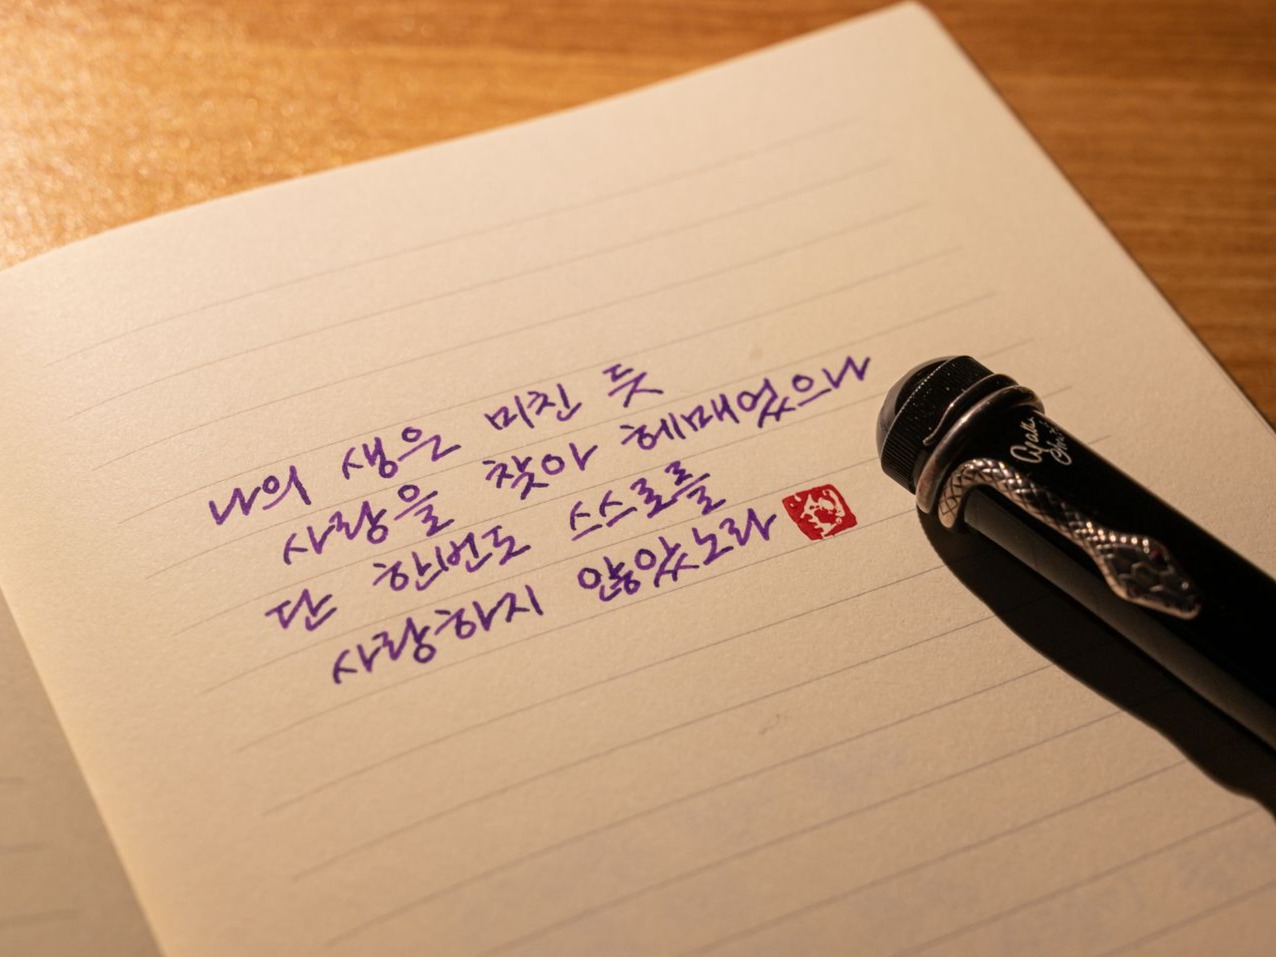 나의 생은 미친 듯
사랑을 찾아 헤매었으나
단 한번도 스스로를
사랑하지 않았노라